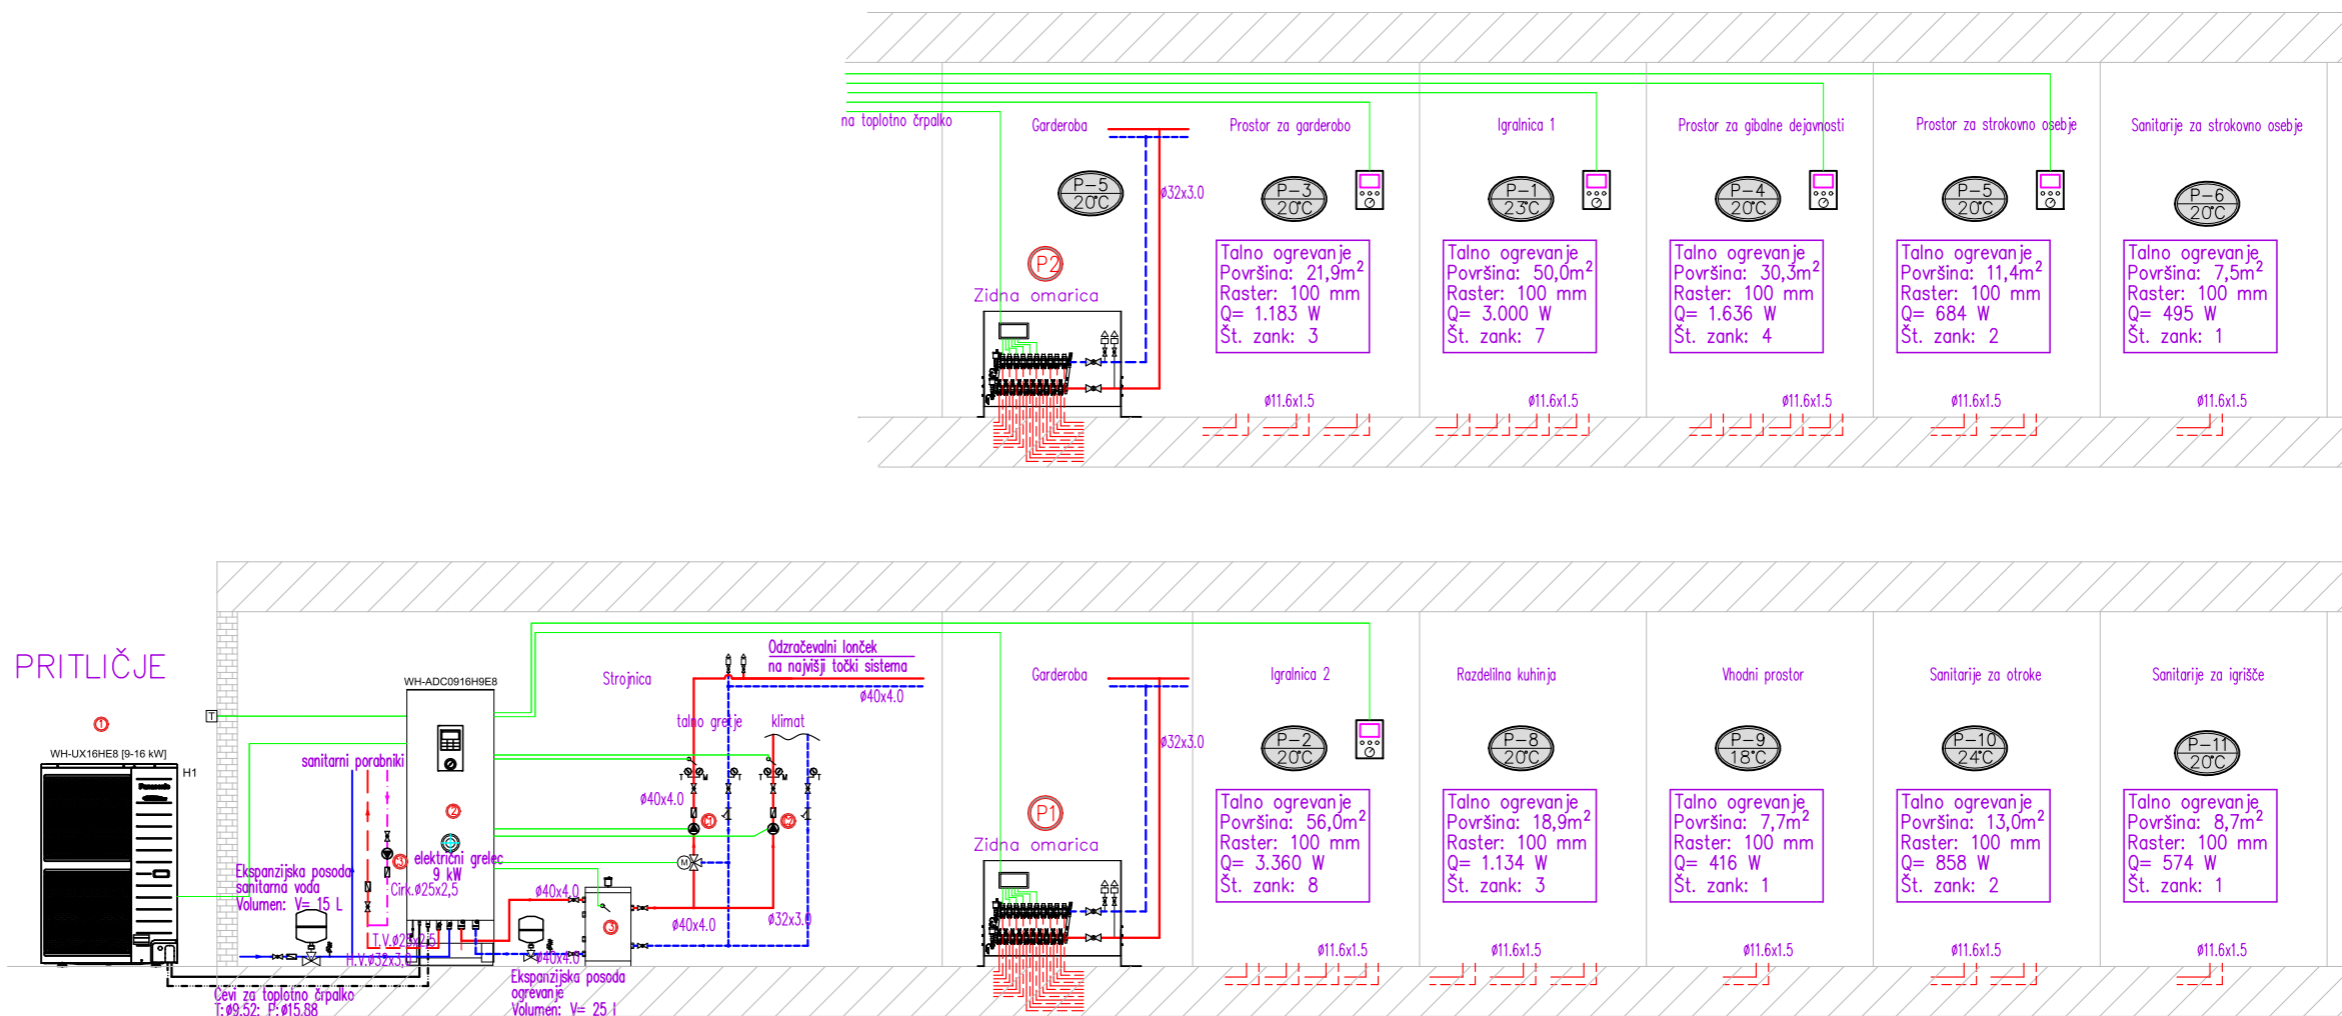 na toplotno črpalko
Garderoba
Prostor za garderobo
Igralnica 1
Prostor za gibalne dejavnosti
Prostor za strokovno osebje
Sanitarije za strokovno osebje
P-5
20°C
ø32x3.0
P-3
20°C
P-1
23°C
P-4
20°C
P-5
20°C
P-6
20°C
P2
Zidna omarica
Talno ogrevanje
Površina: 21,9m²
Raster: 100 mm
Q= 1.183 W
Št. zank: 3
Talno ogrevanje
Površina: 50,0m²
Raster: 100 mm
Q= 3.000 W
Št. zank: 7
Talno ogrevanje
Površina: 30,3m²
Raster: 100 mm
Q= 1.636 W
Št. zank: 4
Talno ogrevanje
Površina: 11,4m²
Raster: 100 mm
Q= 684 W
Št. zank: 2
Talno ogrevanje
Površina: 7,5m²
Raster: 100 mm
Q= 495 W
Št. zank: 1
ø11.6x1.5
ø11.6x1.5
ø11.6x1.5
ø11.6x1.5
ø11.6x1.5
PRITLIČJE
1
WH-UX16HE8 [9-16 kW]
H1
Panasonic
T
WH-ADC0916H9E8
sanitarni porabniki
2
3
električni grelec
9 kW
Cirk.ø25x2,5
Ekspanzijska posoda
sanitarna voda
Volumen: V= 15 L
T.V.ø25x2,5
H.V.ø32x3,0
Cevi za toplotno črpalko
T:ø9.52; P:ø15.88
Strojnica
Odzračevalni lonček
na najvišji točki sistema
ø40x4.0
talno gretje
klimat
T
M
T
T
M
T
ø40x4.0
M
ø40x4.0
ø40x4.0
ø32x3.0
3
ø40x4.0
Ekspanzijska posoda
ogrevanje
Volumen: V= 25 l
Garderoba
Igralnica 2
Razdelilna kuhinja
Vhodni prostor
Sanitarije za otroke
Sanitarije za igrišče
ø32x3.0
P-2
20°C
P-8
20°C
P-9
18°C
P-10
24°C
P-11
20°C
P1
Zidna omarica
Talno ogrevanje
Površina: 56,0m²
Raster: 100 mm
Q= 3.360 W
Št. zank: 8
Talno ogrevanje
Površina: 18,9m²
Raster: 100 mm
Q= 1.134 W
Št. zank: 3
Talno ogrevanje
Površina: 7,7m²
Raster: 100 mm
Q= 416 W
Št. zank: 1
Talno ogrevanje
Površina: 13,0m²
Raster: 100 mm
Q= 858 W
Št. zank: 2
Talno ogrevanje
Površina: 8,7m²
Raster: 100 mm
Q= 574 W
Št. zank: 1
ø11.6x1.5
ø11.6x1.5
ø11.6x1.5
ø11.6x1.5
ø11.6x1.5